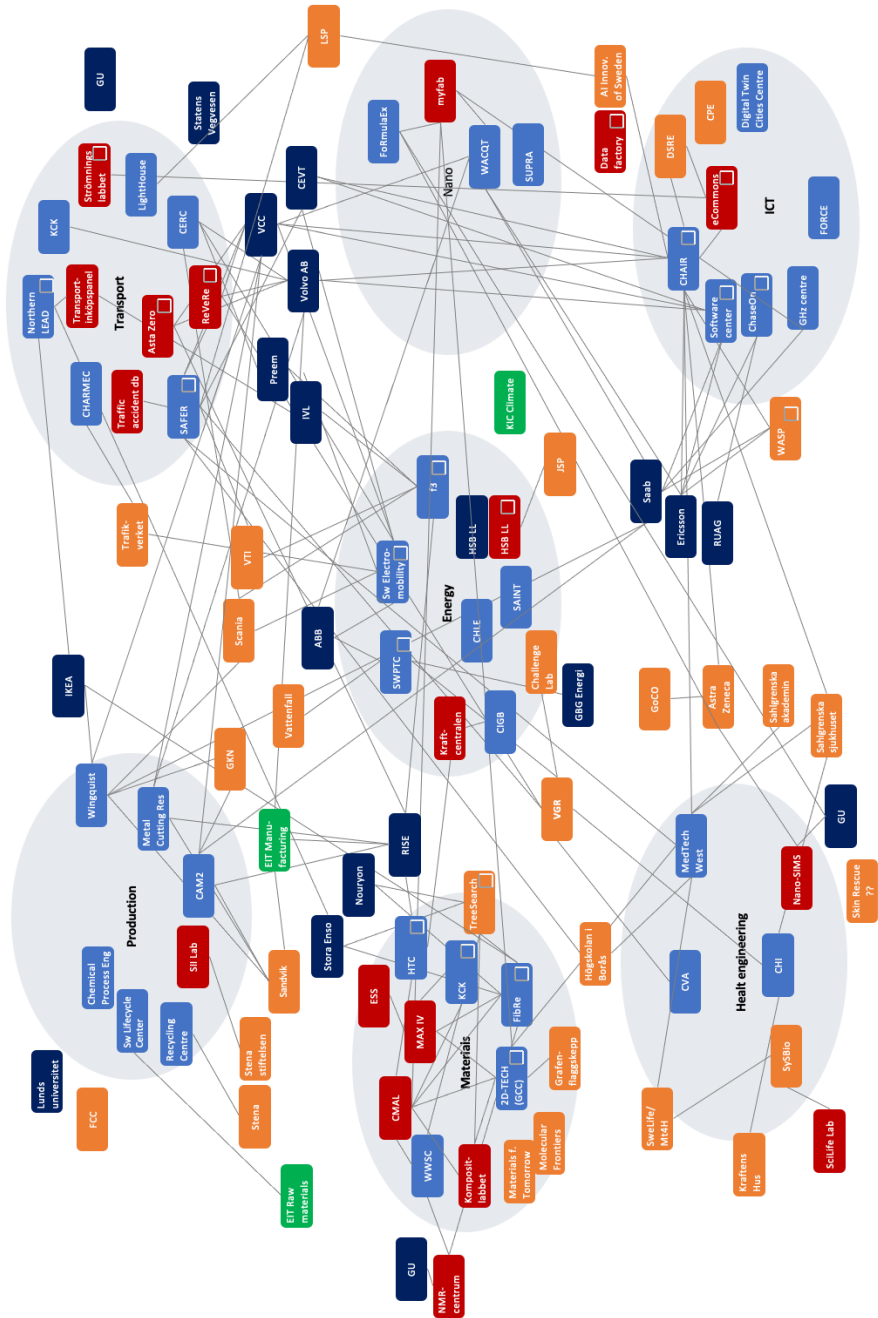 Lunds
universitet
FCC
EIT Raw
materials
GU
NMR-
centrum
Production
Chemical
Process Eng
Sw Lifecycle
Center
Recycling
Centre
SII Lab
Wingquist
Metal
Cutting Res
CAM2
Stena
Stena
stiftelsen
Sandvik
EIT Manu-
facturing
GKN
Vattenfall
IKEA
Scania
VTI
Trafik-
verket
ABB
Transport
Northern
LEAD
KCK
Strömnings
labbet
Transport-
inköpspanel
LightHouse
CHARMEC
Traffic
accident db
Asta Zero
ReVeRe
CERC
SAFER
GU
Statens
Vegvesen
LSP
VCC
CEVT
Volvo AB
Preem
IVL
Materials
ESS
MAX IV
CMAL
WWSC
Komposit-
labbet
HTC
KCK
TreeSearch
FibRe
2D-TECH
(GCC)
Materials f.
Tomorrow
Molecular
Frontiers
Grafen-
flaggskepp
Högskolan i
Borås
Stora Enso
Nouryon
RISE
Energy
Sw Electro-
mobility
f3
SWPTC
HSB LL
HSB LL
CHLE
SAINT
Kraft-
centralen
CIGB
Challenge
Lab
GBG Energi
VGR
JSP
KIC Climate
Nano
FoRmulaEx
myfab
WACQT
SUPRA
Healt engineering
SweLife/
Mt4H
Kraftens
Hus
SciLife Lab
SySBio
CVA
CHI
MedTech
West
Nano-SIMS
GU
Skin Rescue
??
GoCO
Astra
Zeneca
Sahlgrenska
akademin
Sahlgrenska
sjukhuset
Saab
Ericsson
RUAG
WASP
ICT
Data
factory
AI Innov.
of Sweden
DSRE
CPE
Digital Twin
Cities Centre
eCommons
CHAIR
Software
center
ChaseOn
GHz centre
FORCE